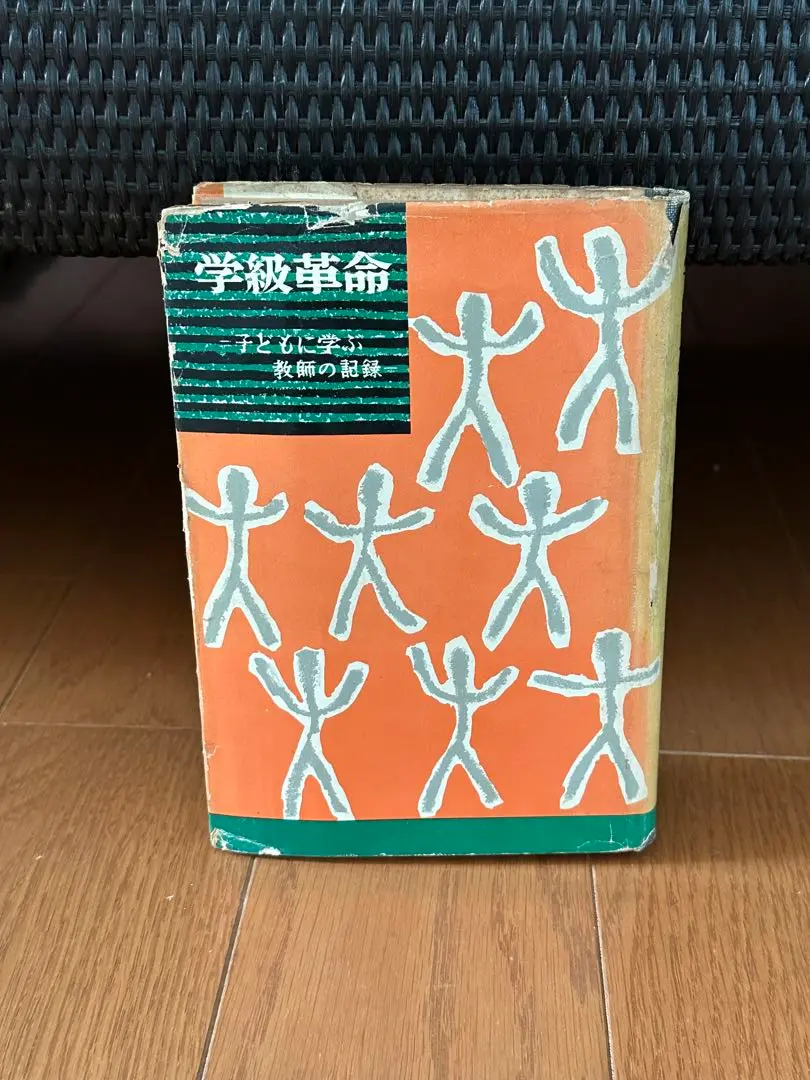 学級革命
=子どもに学ぶ
教師の記録=